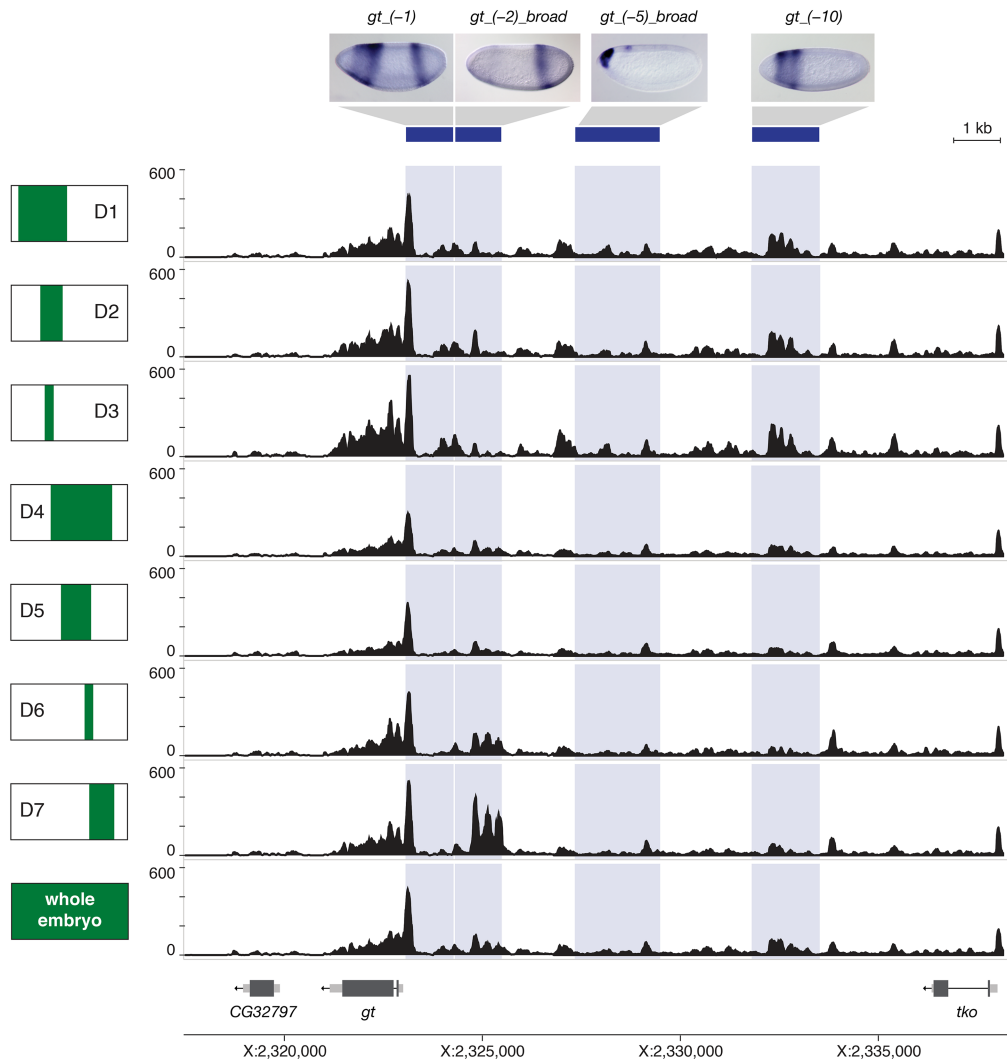 gt_(−1) gt_(−2)_broad gt_(−5)_broad gt_(−10)
1 kb
600
D1
0
600
D2
0
600
D3
0
600
D4
0
600
D5
0
600
D6
0
600
D7
0
600
whole
embryo
0
CG32797 gt tko
X:2,320,000 X:2,325,000 X:2,330,000 X:2,335,000